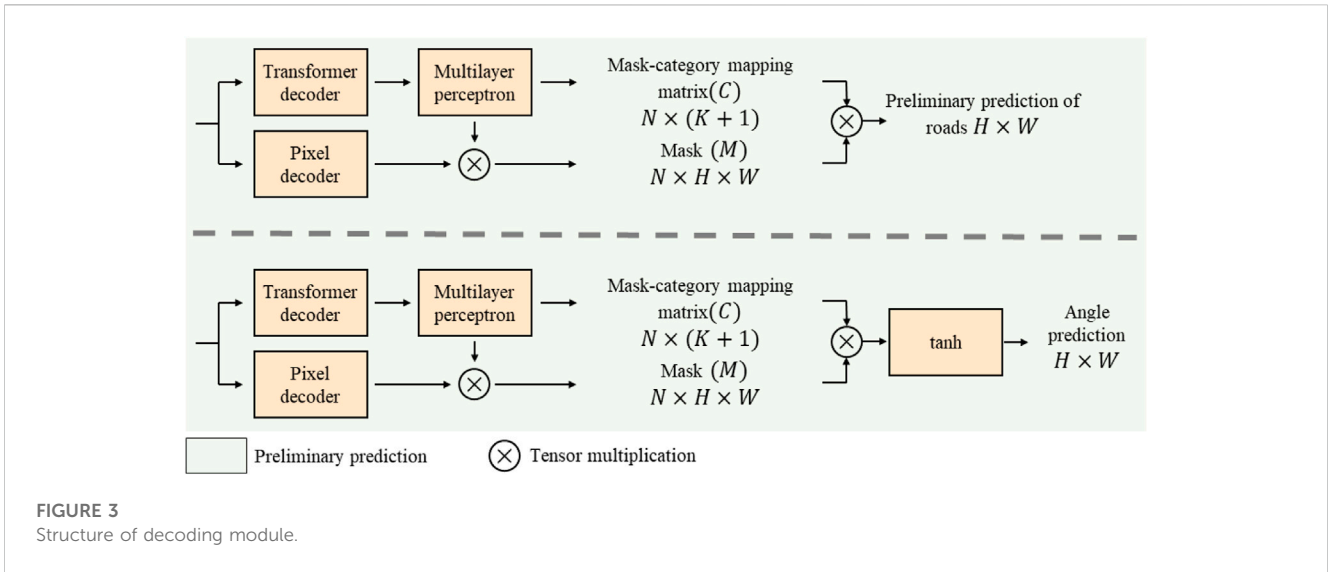 Transformer
decoder
Multilayer
perceptron
Mask-category mapping
matrix(C)
N × (K + 1)
Preliminary prediction of
roads H × W
Pixel
decoder
Mask (M)
N × H × W
Transformer
decoder
Multilayer
perceptron
Mask-category mapping
matrix(C)
N × (K + 1)
tanh
Angle
prediction
H × W
Pixel
decoder
Mask (M)
N × H × W
Preliminary prediction
Tensor multiplication
FIGURE 3
Structure of decoding module.